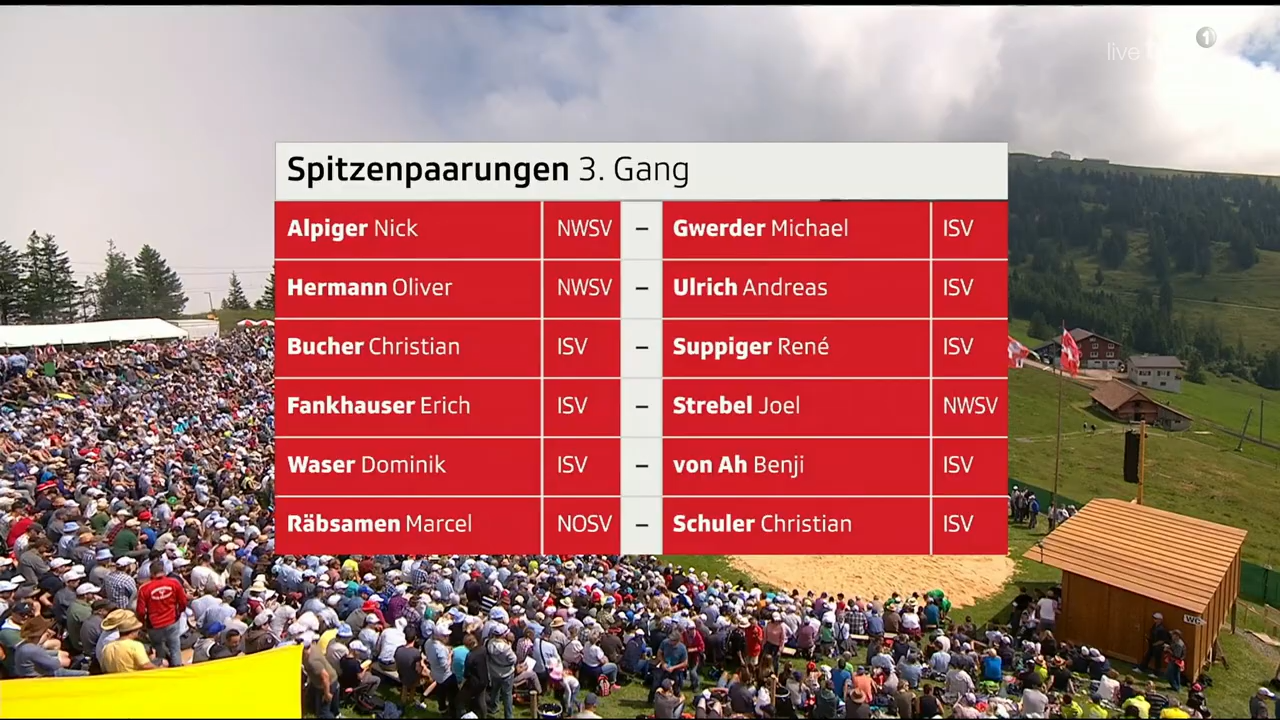 live
1
Spitzenpaarungen 3. Gang
Alpiger Nick NWSV – Gwerder Michael ISV
Hermann Oliver NWSV – Ulrich Andreas ISV
Bucher Christian ISV – Suppiger René ISV
Fankhauser Erich ISV – Strebel Joel NWSV
Waser Dominik ISV – von Ah Benji ISV
Räbsamen Marcel NOSV – Schuler Christian ISV
WC